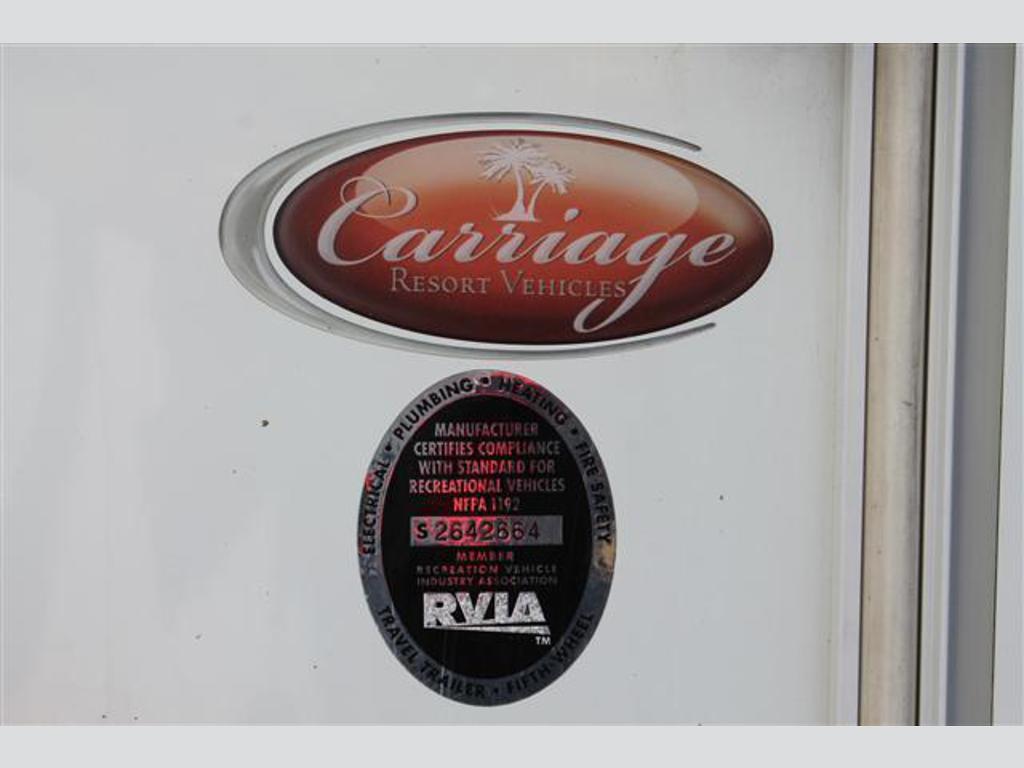 Carriage
RESORT VEHICLES
ELECTRICAL • PLUMBING • HEATING • FIRE SAFETY
MANUFACTURER
CERTIFIES COMPLIANCE
WITH STANDARD FOR
RECREATIONAL VEHICLES
NFPA 1192
S 2642664
MEMBER
RECREATION VEHICLE
INDUSTRY ASSOCIATION
RVIA
TM
TRAVEL TRAILER • FIFTH WHEEL